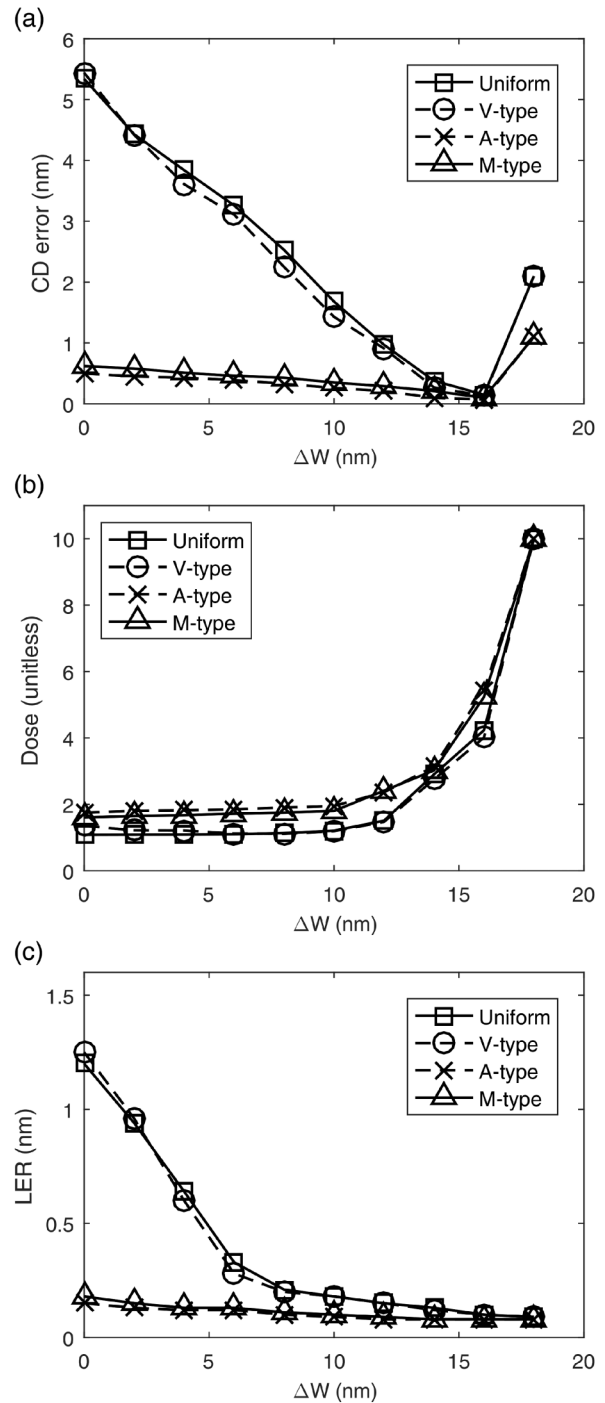 (a)
6
5
4
3
2
1
0
CD error (nm)
Uniform
V-type
A-type
M-type
0 5 10 15 20
ΔW (nm)
(b)
10
8
6
4
2
0
Dose (unitless)
Uniform
V-type
A-type
M-type
0 5 10 15 20
ΔW (nm)
(c)
1.5
1
0.5
0
LER (nm)
Uniform
V-type
A-type
M-type
0 5 10 15 20
ΔW (nm)